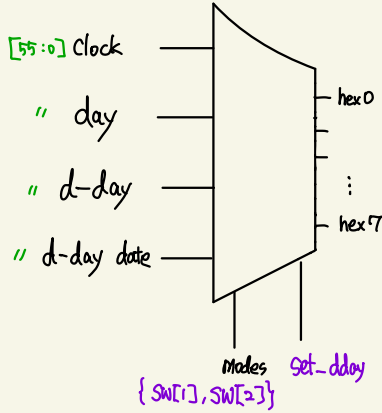 [55:0] Clock
" day
" d-day
" d-day date
hex0
⋮
hex7
Modes
set_dday
{ SW[1], SW[2]}